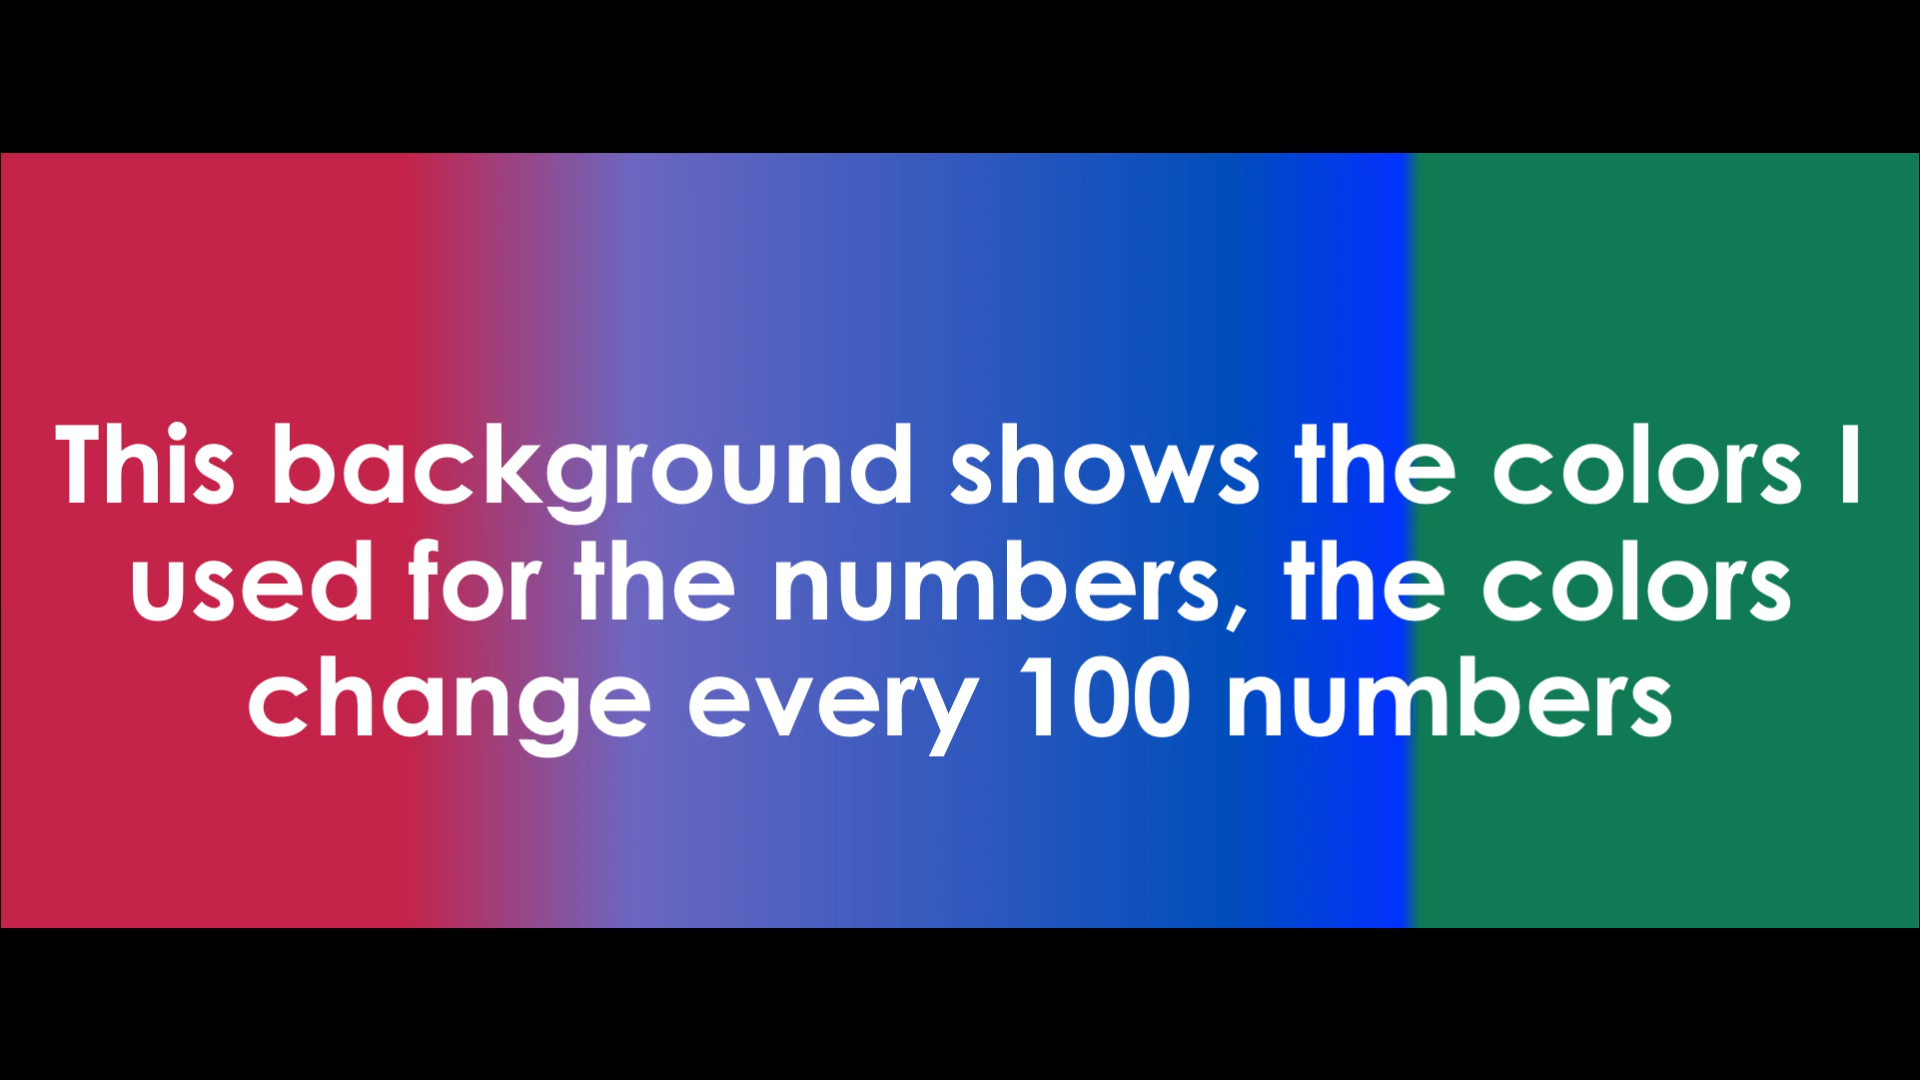 This background shows the colors I
used for the numbers, the colors
change every 100 numbers